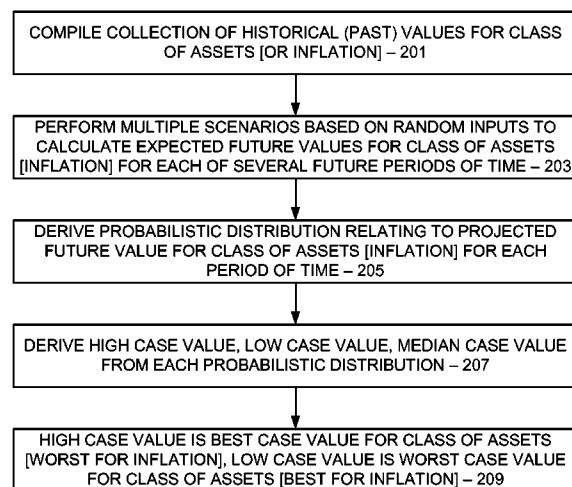 COMPILE COLLECTION OF HISTORICAL (PAST) VALUES FOR CLASS
OF ASSETS [OR INFLATION] – 201
PERFORM MULTIPLE SCENARIOS BASED ON RANDOM INPUTS TO
CALCULATE EXPECTED FUTURE VALUES FOR CLASS OF ASSETS
[INFLATION] FOR EACH OF SEVERAL FUTURE PERIODS OF TIME – 203
DERIVE PROBABILISTIC DISTRIBUTION RELATING TO PROJECTED
FUTURE VALUE FOR CLASS OF ASSETS [INFLATION] FOR EACH
PERIOD OF TIME – 205
DERIVE HIGH CASE VALUE, LOW CASE VALUE, MEDIAN CASE VALUE
FROM EACH PROBABILISTIC DISTRIBUTION – 207
HIGH CASE VALUE IS BEST CASE VALUE FOR CLASS OF ASSETS
[WORST FOR INFLATION], LOW CASE VALUE IS WORST CASE VALUE
FOR CLASS OF ASSETS [BEST FOR INFLATION] – 209